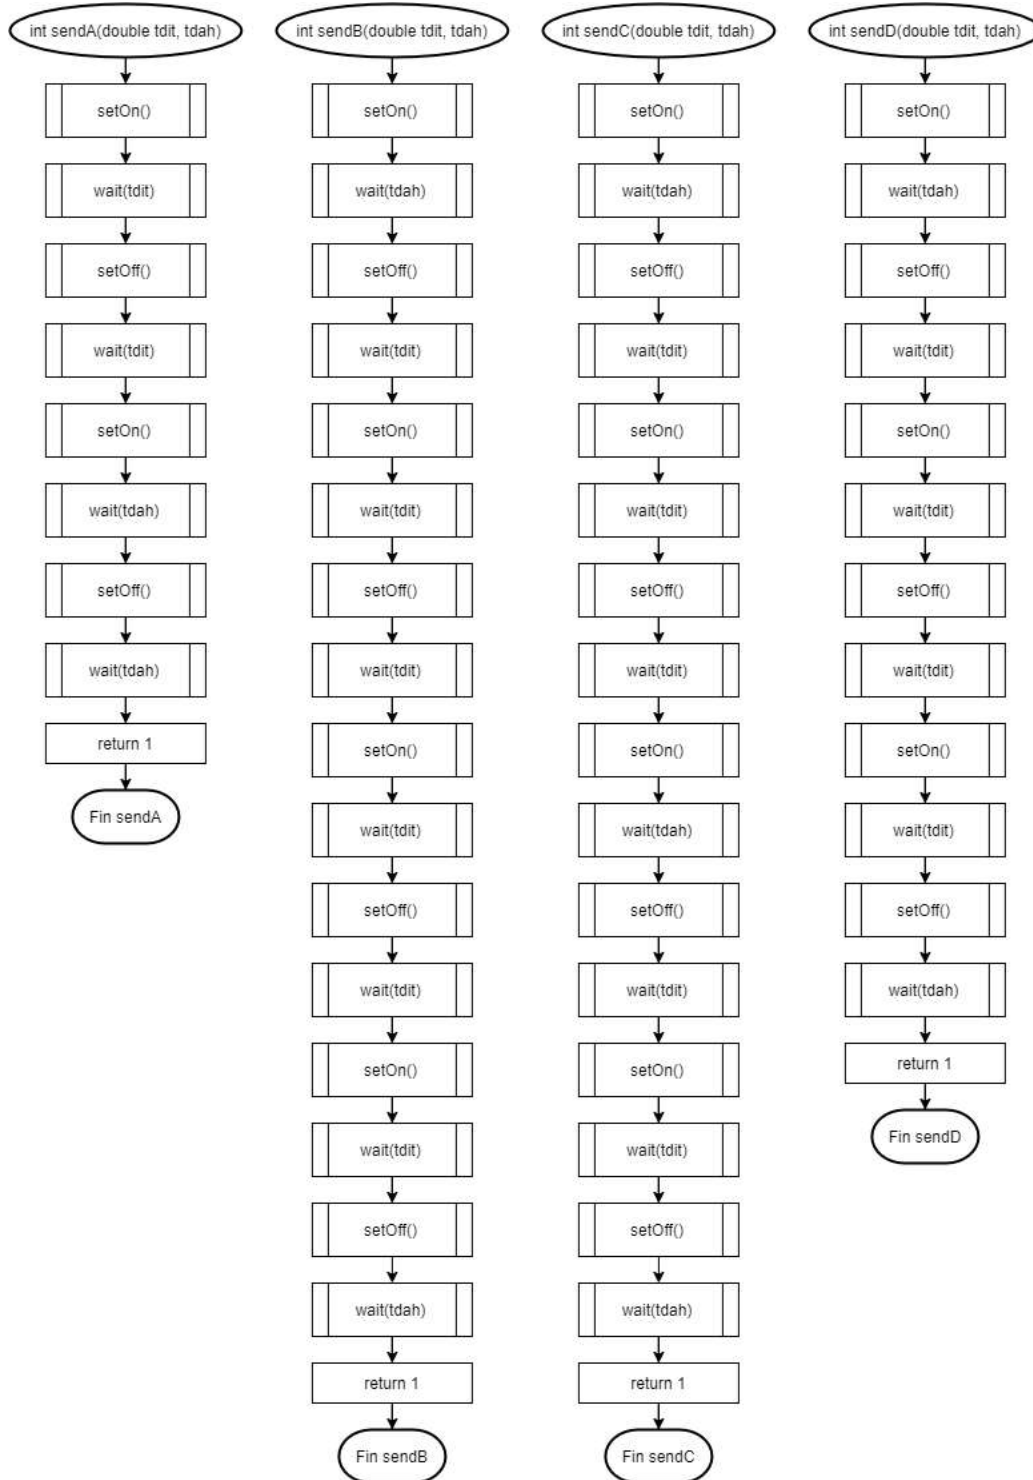 int sendA(double tdit, tdah)
setOn()
wait(tdit)
setOff()
wait(tdit)
setOn()
wait(tdah)
setOff()
wait(tdah)
return 1
Fin sendA
int sendB(double tdit, tdah)
setOn()
wait(tdah)
setOff()
wait(tdit)
setOn()
wait(tdit)
setOff()
wait(tdit)
setOn()
wait(tdit)
setOff()
wait(tdit)
setOn()
wait(tdit)
setOff()
wait(tdah)
return 1
Fin sendB
int sendC(double tdit, tdah)
setOn()
wait(tdah)
setOff()
wait(tdit)
setOn()
wait(tdit)
setOff()
wait(tdit)
setOn()
wait(tdah)
setOff()
wait(tdit)
setOn()
wait(tdit)
setOff()
wait(tdah)
return 1
Fin sendC
int sendD(double tdit, tdah)
setOn()
wait(tdah)
setOff()
wait(tdit)
setOn()
wait(tdit)
setOff()
wait(tdit)
setOn()
wait(tdit)
setOff()
wait(tdah)
return 1
Fin sendD